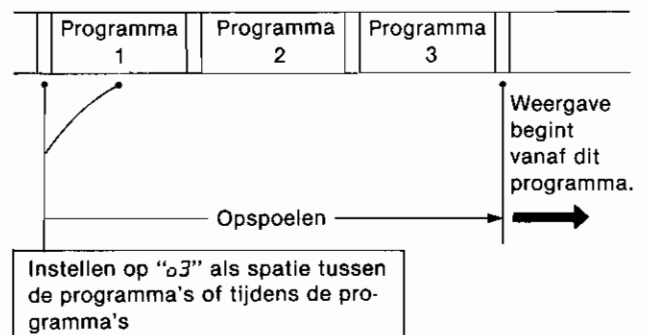 Programma
1
Programma
2
Programma
3
Weergave
begint
vanaf dit
programma.
Opspoelen
Instellen op "o3" als spatie tussen
de programma's of tijdens de pro-
gramma's